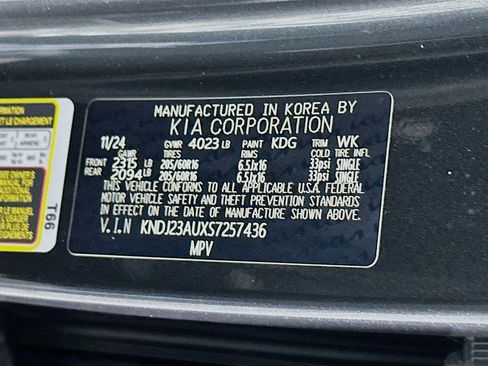 MANUFACTURED IN KOREA BY
KIA CORPORATION
11/24 GVWR 4023 LB PAINT KDG TRIM WK
GAWR TIRES RIMS COLD TIRE INFL.
FRONT 2315 LB 205/60R16 6.5Jx16 33psi SINGLE
REAR 2094 LB 205/60R16 6.5Jx16 33psi SINGLE
THIS VEHICLE CONFORMS TO ALL APPLICABLE U.S.A. FEDERAL
MOTOR VEHICLE SAFETY AND THEFT PREVENTION STANDARDS
IN EFFECT ON THE DATE OF MANUFACTURE SHOWN ABOVE.
V.I.N KNDJ23AUXS7257436
MPV
T66